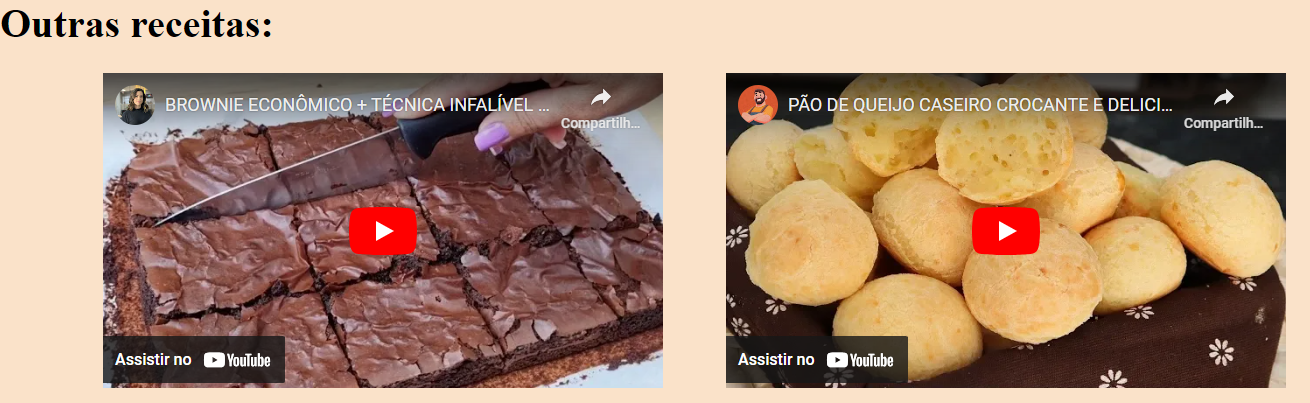 Outras receitas:
BROWNIE ECONÔMICO + TÉCNICA INFALÍVEL ...
Compartilh...
PÃO DE QUEIJO CASEIRO CROCANTE E DELICI...
Compartilh...
Assistir no YouTube
Assistir no YouTube